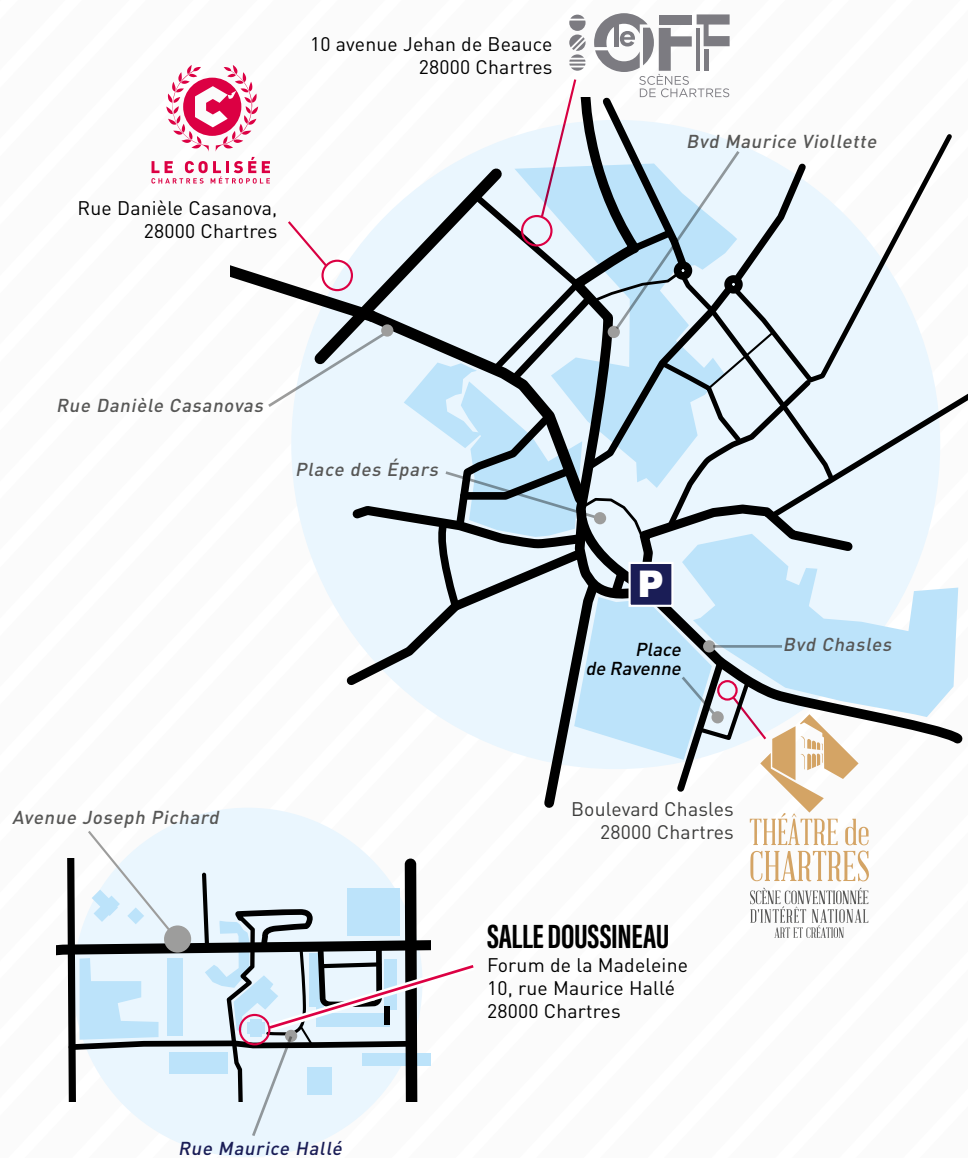 10 avenue Jehan de Beauce
28000 Chartres
le OFF
SCÈNES
DE CHARTRES
C
LE COLISÉE
CHARTRES MÉTROPOLE
Rue Danièle Casanova,
28000 Chartres
Bvd Maurice Viollette
Rue Danièle Casanovas
Place des Épars
P
Place
de Ravenne
Bvd Chasles
Boulevard Chasles
28000 Chartres
THÉÂTRE de
CHARTRES
SCÈNE CONVENTIONNÉE
D'INTÉRÊT NATIONAL
ART ET CRÉATION
Avenue Joseph Pichard
SALLE DOUSSINEAU
Forum de la Madeleine
10, rue Maurice Hallé
28000 Chartres
Rue Maurice Hallé